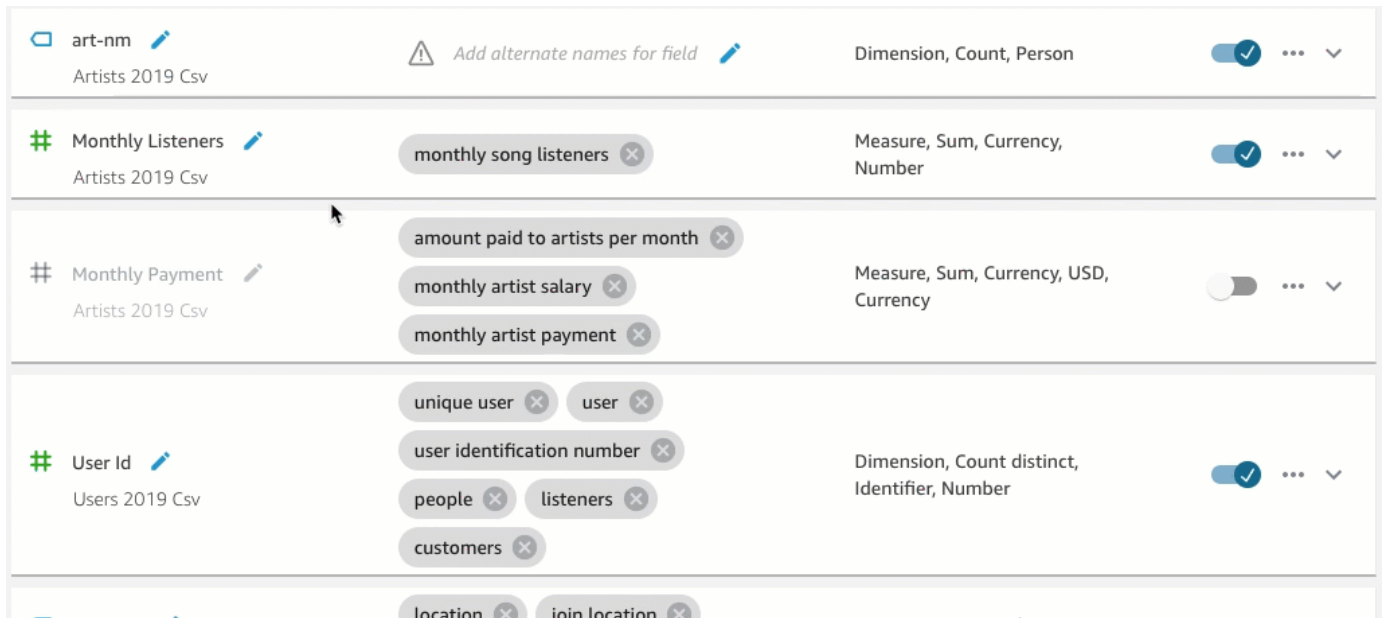 art-nm
Artists 2019 Csv
Add alternate names for field
Dimension, Count, Person
Monthly Listeners
Artists 2019 Csv
monthly song listeners
Measure, Sum, Currency,
Number
Monthly Payment
Artists 2019 Csv
amount paid to artists per month
monthly artist salary
monthly artist payment
Measure, Sum, Currency, USD,
Currency
User Id
Users 2019 Csv
unique user user
user identification number
people listeners
customers
Dimension, Count distinct,
Identifier, Number
location join location